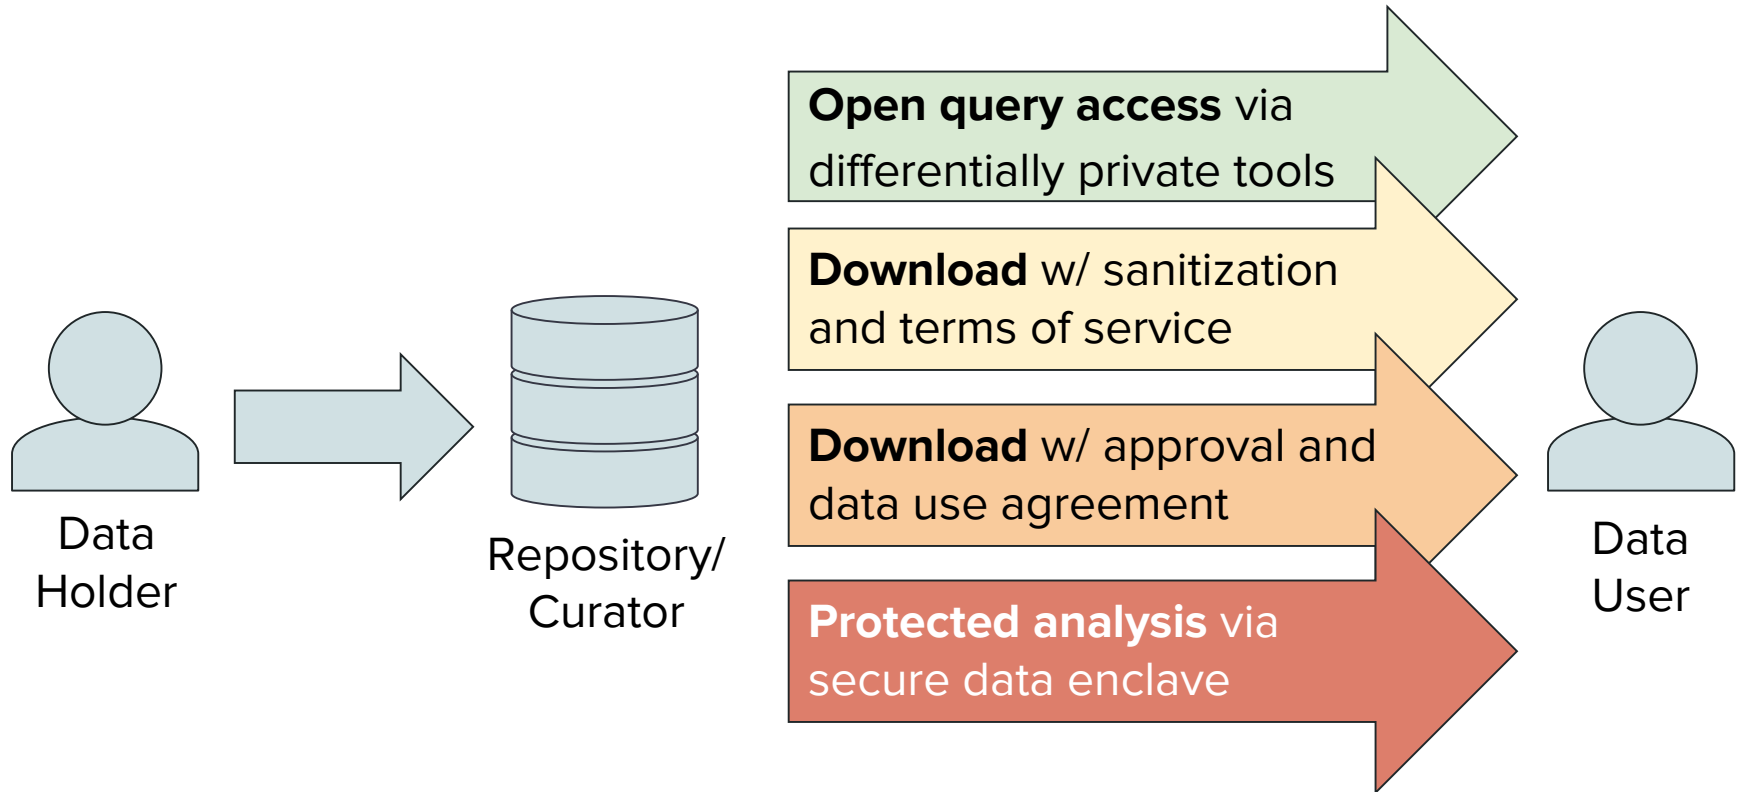 Open query access via
differentially private tools
Download w/ sanitization
and terms of service
Download w/ approval and
data use agreement
Protected analysis via
secure data enclave
Data
Holder
Repository/
Curator
Data
User